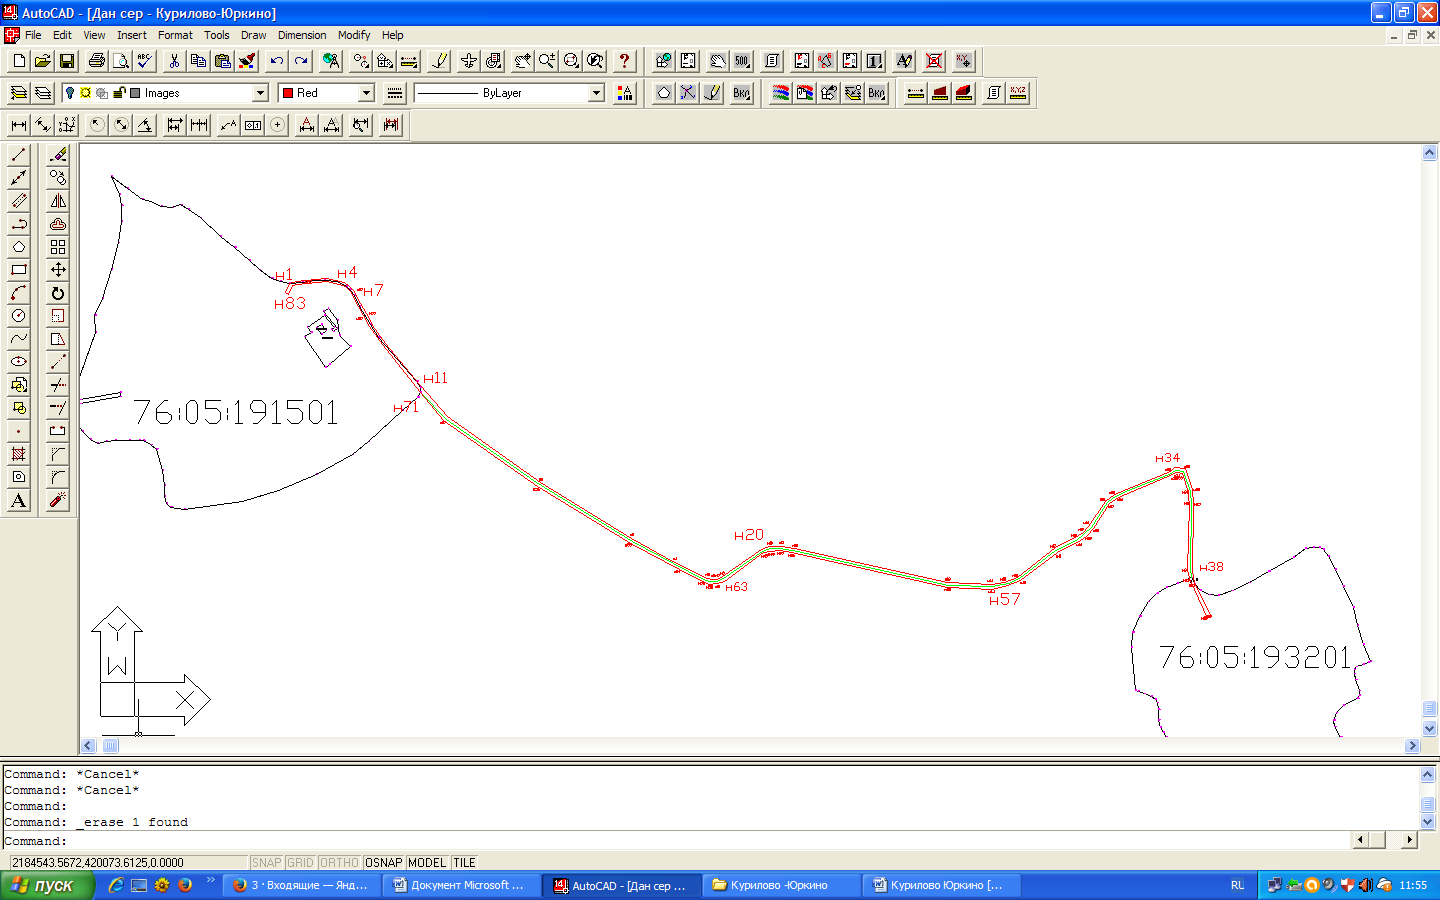 AutoCAD - [Дан сер - Курилово-Юркино]
File Edit View Insert Format Tools Draw Dimension Modify Help
Images Red ByLayer
Вкл Вкл X,Y,Z
н1 н4
н7
н83
н11
н71
76:05:191501
н34
н20
н38
н63
н57
76:05:193201
Y
W
X
Command: *Cancel*
Command: *Cancel*
Command:
Command: _erase 1 found
Command:
2184543.5672,420073.6125,0.0000 SNAP GRID ORTHO OSNAP MODEL TILE
пуск 3 · Входящие — Янд... Документ Microsoft ... AutoCAD - [Дан сер ... Курилово -Юркино Курилово Юркино [... RU 11:55